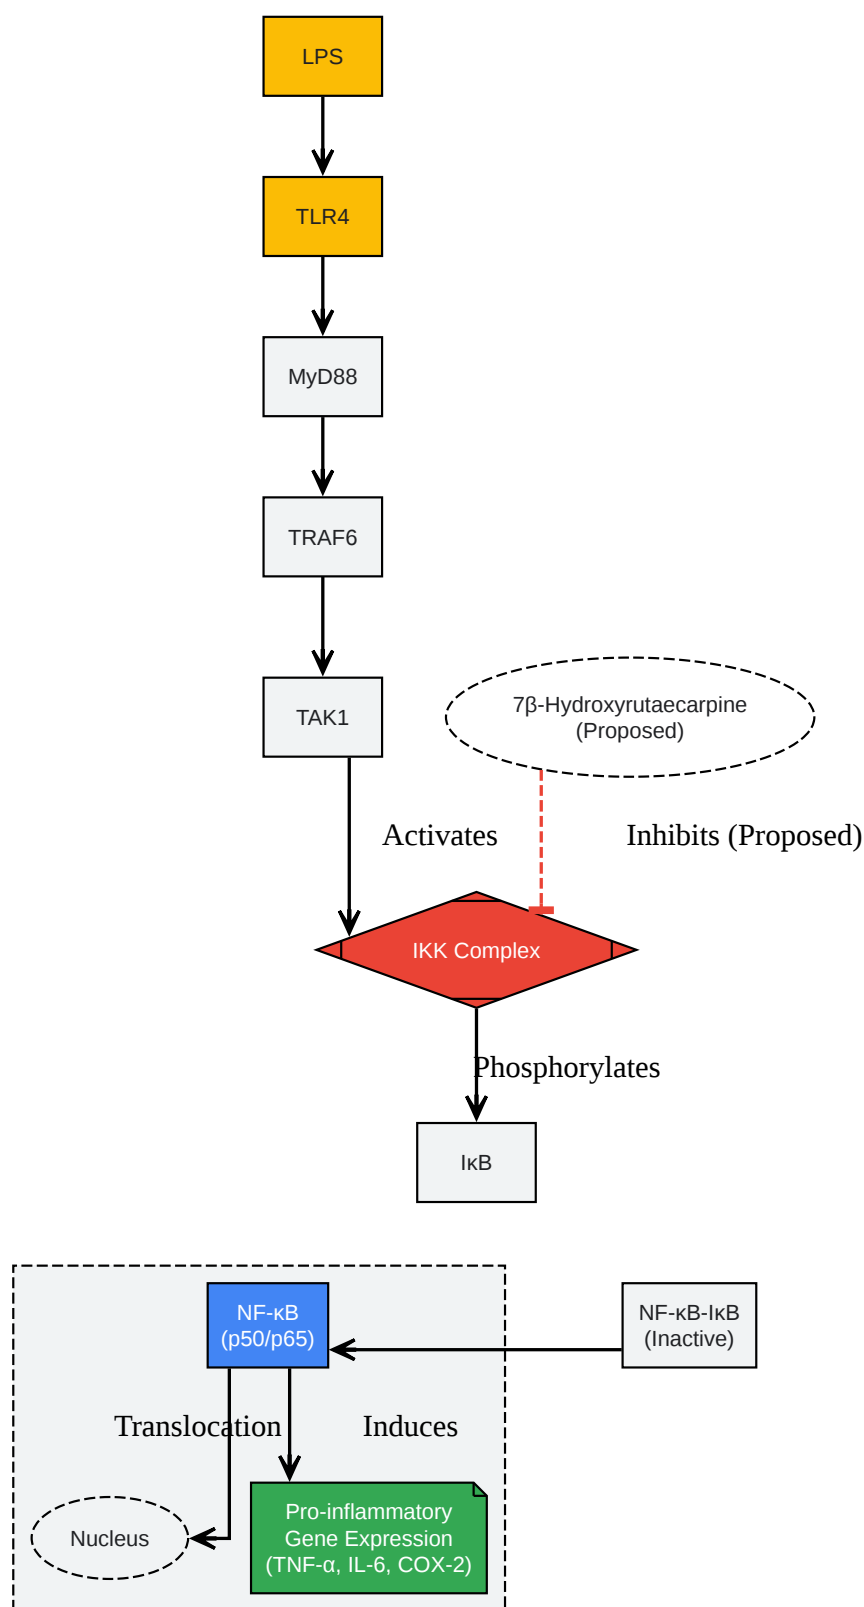 LPS
TLR4
MyD88
TRAF6
TAK1
7β-Hydroxyrutaecarpine
(Proposed)
Activates
Inhibits (Proposed)
IKK Complex
Phosphorylates
IκB
NF-κB
(p50/p65)
NF-κB-IκB
(Inactive)
Translocation
Induces
Nucleus
Pro-inflammatory
Gene Expression
(TNF-α, IL-6, COX-2)